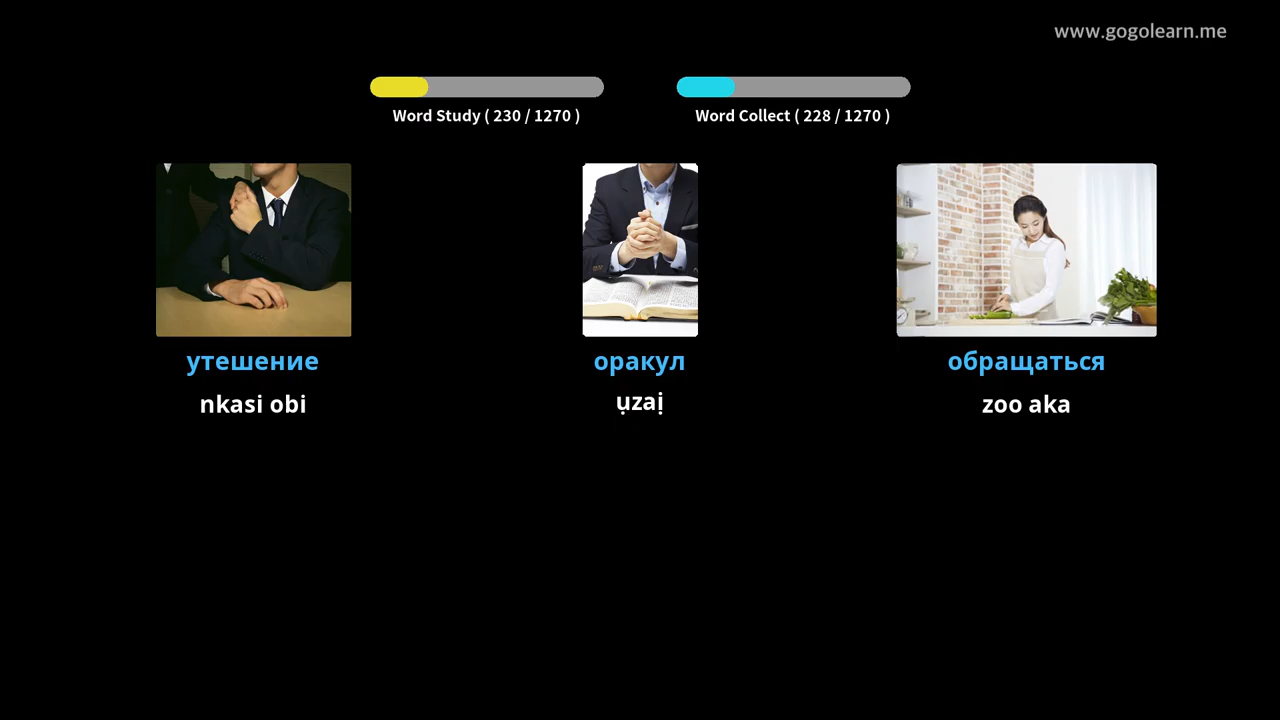 www.gogolearn.me
Word Study ( 230 / 1270 )
Word Collect ( 228 / 1270 )
утешение
оракул
обращаться
nkasi obi
ụzaị
zoo aka